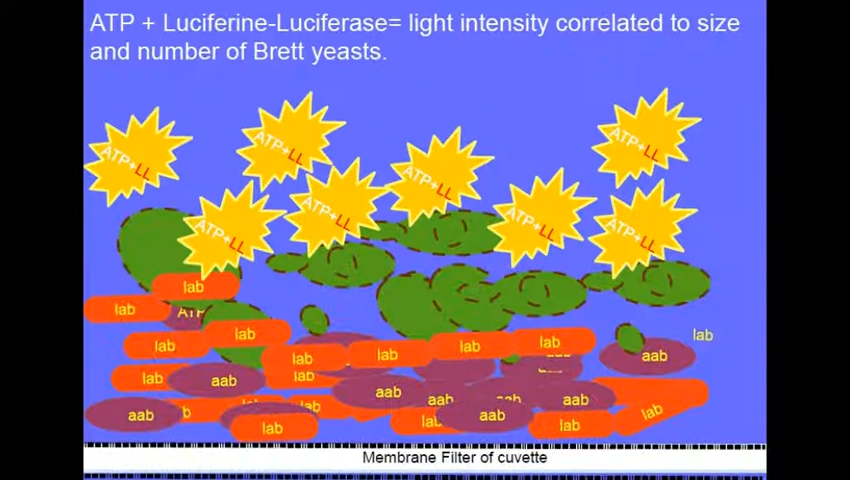 ATP + Luciferine-Luciferase= light intensity correlated to size
and number of Brett yeasts.
ATP+LL
ATP+LL
ATP+LL
ATP+LL
ATP+LL
ATP+LL
ATP+LL
ATP+LL
lab
lab
ATP
lab
lab
lab
lab
lab
lab
lab
aab
lab
aab
lab
aab
aab
aab
lab
aab
lab
aab
lab
lab
lab
Membrane Filter of cuvette